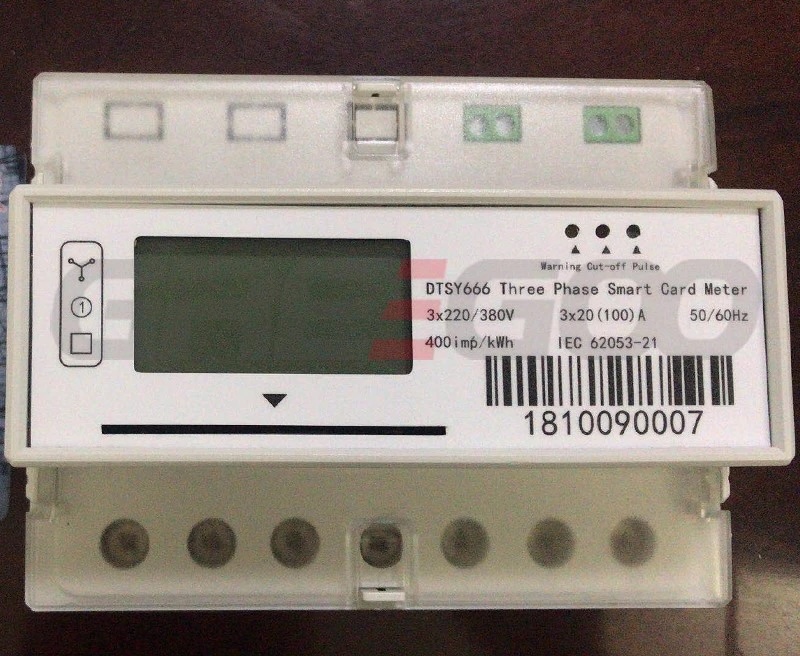 Warning Cut-off Pulse
DTSY666 Three Phase Smart Card Meter
3x220/380V 3x20(100)A 50/60Hz
400imp/kWh IEC 62053-21
1
1810090007